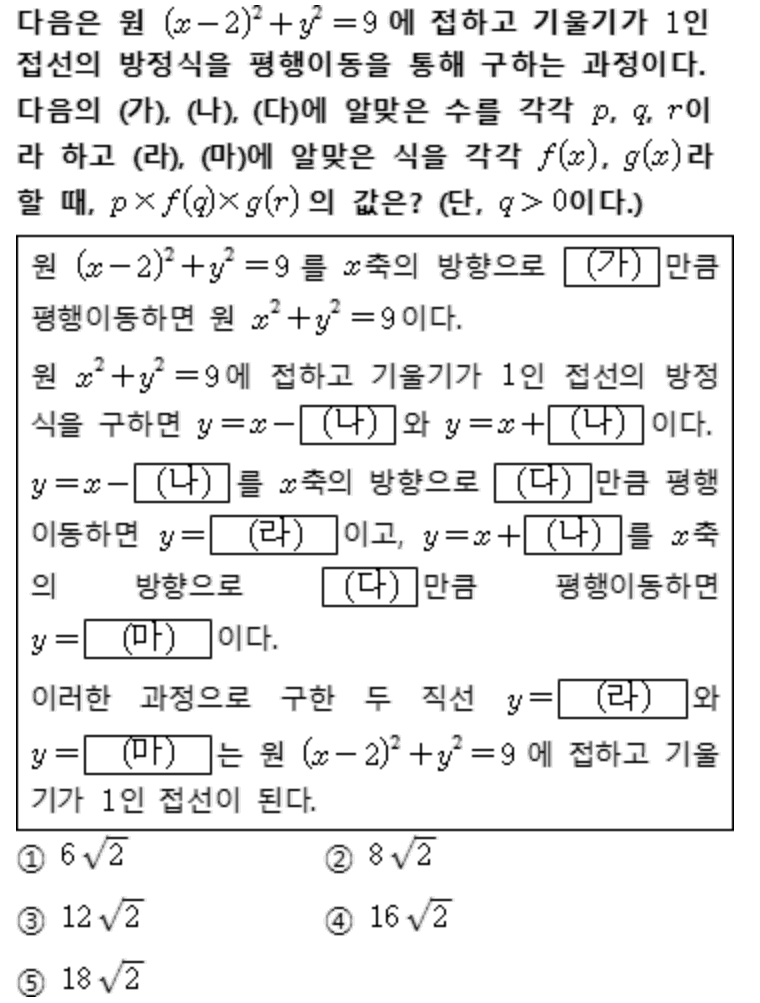 다음은 원 (x-2)²+y²=9에 접하고 기울기가 1인
접선의 방정식을 평행이동을 통해 구하는 과정이다.
다음의 (가), (나), (다)에 알맞은 수를 각각 p, q, r이
라 하고 (라), (마)에 알맞은 식을 각각 f(x), g(x)라
할 때, p×f(q)×g(r)의 값은? (단, q>0이다.)
원 (x-2)²+y²=9를 x축의 방향으로 (가) 만큼
평행이동하면 원 x²+y²=9이다.
원 x²+y²=9에 접하고 기울기가 1인 접선의 방정
식을 구하면 y=x- (나) 와 y=x+ (나) 이다.
y=x- (나) 를 x축의 방향으로 (다) 만큼 평행
이동하면 y= (라) 이고, y=x+ (나) 를 x축
의 방향으로 (다) 만큼 평행이동하면
y= (마) 이다.
이러한 과정으로 구한 두 직선 y= (라) 와
y= (마) 는 원 (x-2)²+y²=9에 접하고 기울
기가 1인 접선이 된다.
① 6√2 ② 8√2
③ 12√2 ④ 16√2
⑤ 18√2